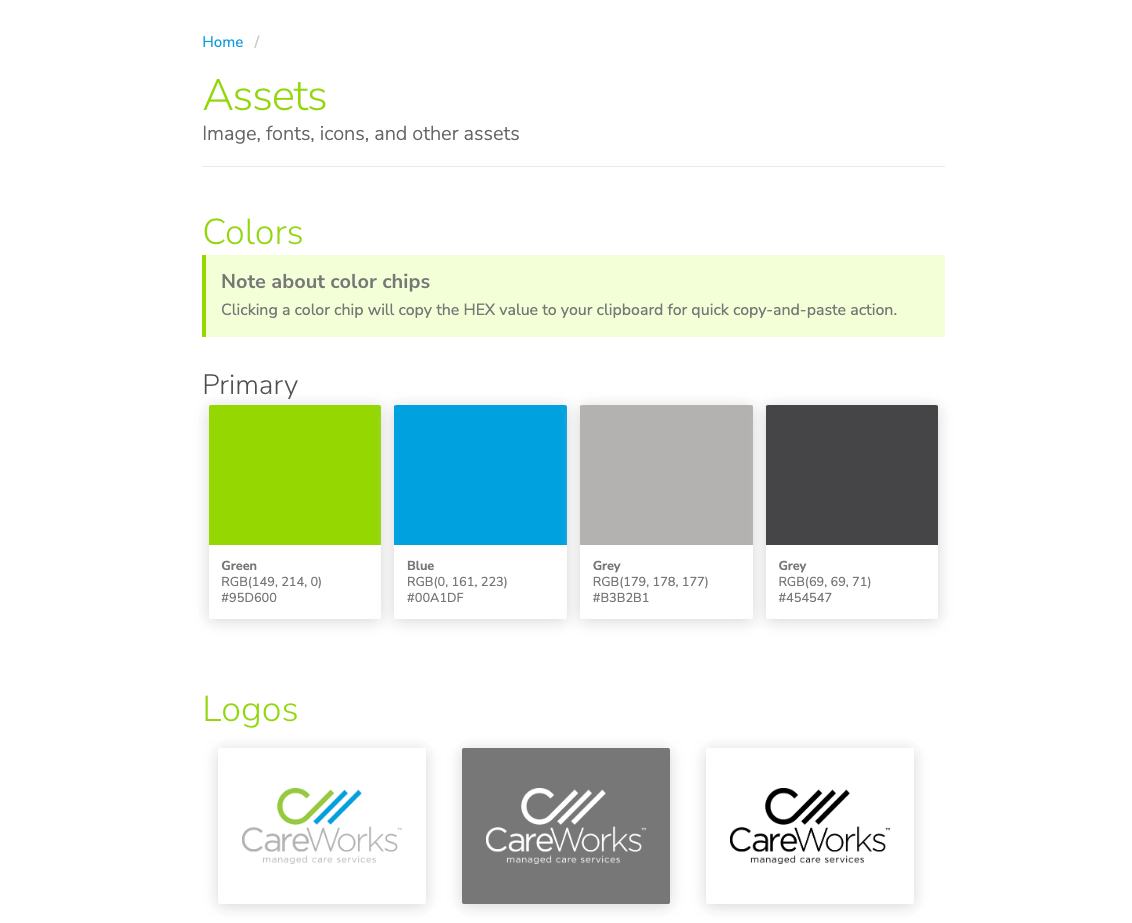 Home /
Assets
Image, fonts, icons, and other assets
Colors
Note about color chips
Clicking a color chip will copy the HEX value to your clipboard for quick copy-and-paste action.
Primary
Green
RGB(149, 214, 0)
#95D600
Blue
RGB(0, 161, 223)
#00A1DF
Grey
RGB(179, 178, 177)
#B3B2B1
Grey
RGB(69, 69, 71)
#454547
Logos
CareWorks™
managed care services
CareWorks™
managed care services
CareWorks™
managed care services